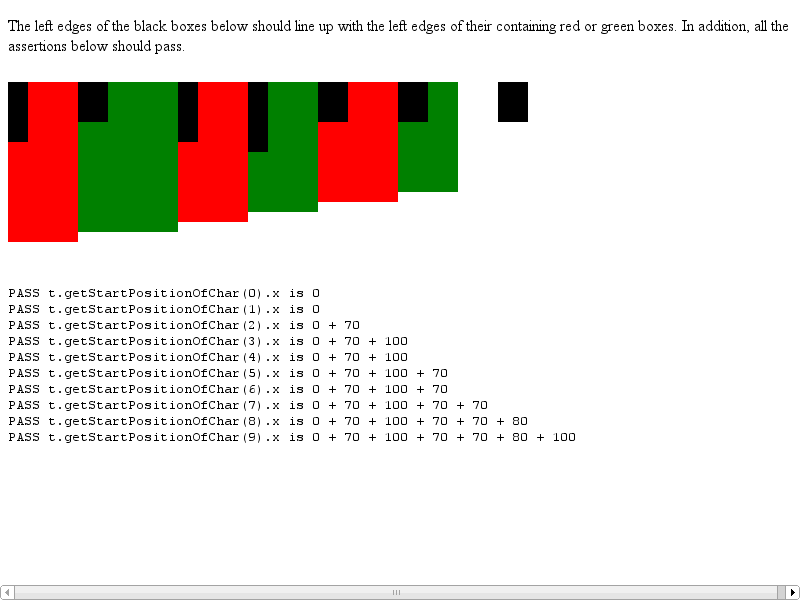 The left edges of the black boxes below should line up with the left edges of their containing red or green boxes. In addition, all the
assertions below should pass.
PASS t.getStartPositionOfChar(0).x is 0
PASS t.getStartPositionOfChar(1).x is 0
PASS t.getStartPositionOfChar(2).x is 0 + 70
PASS t.getStartPositionOfChar(3).x is 0 + 70 + 100
PASS t.getStartPositionOfChar(4).x is 0 + 70 + 100
PASS t.getStartPositionOfChar(5).x is 0 + 70 + 100 + 70
PASS t.getStartPositionOfChar(6).x is 0 + 70 + 100 + 70
PASS t.getStartPositionOfChar(7).x is 0 + 70 + 100 + 70 + 70
PASS t.getStartPositionOfChar(8).x is 0 + 70 + 100 + 70 + 70 + 80
PASS t.getStartPositionOfChar(9).x is 0 + 70 + 100 + 70 + 70 + 80 + 100